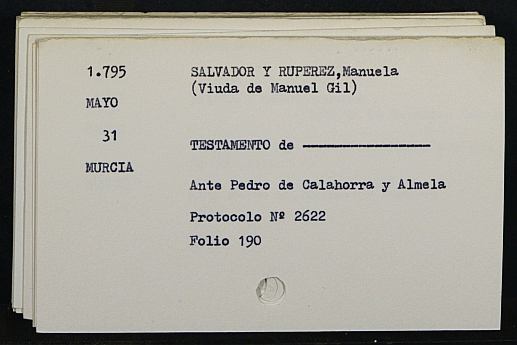 1.795 SALVADOR Y RUPEREZ,Manuela
(Viuda de Manuel Gil)
MAYO
31
TESTAMENTO de ------------------
MURCIA
Ante Pedro de Calahorra y Almela
Protocolo Nº 2622
Folio 190